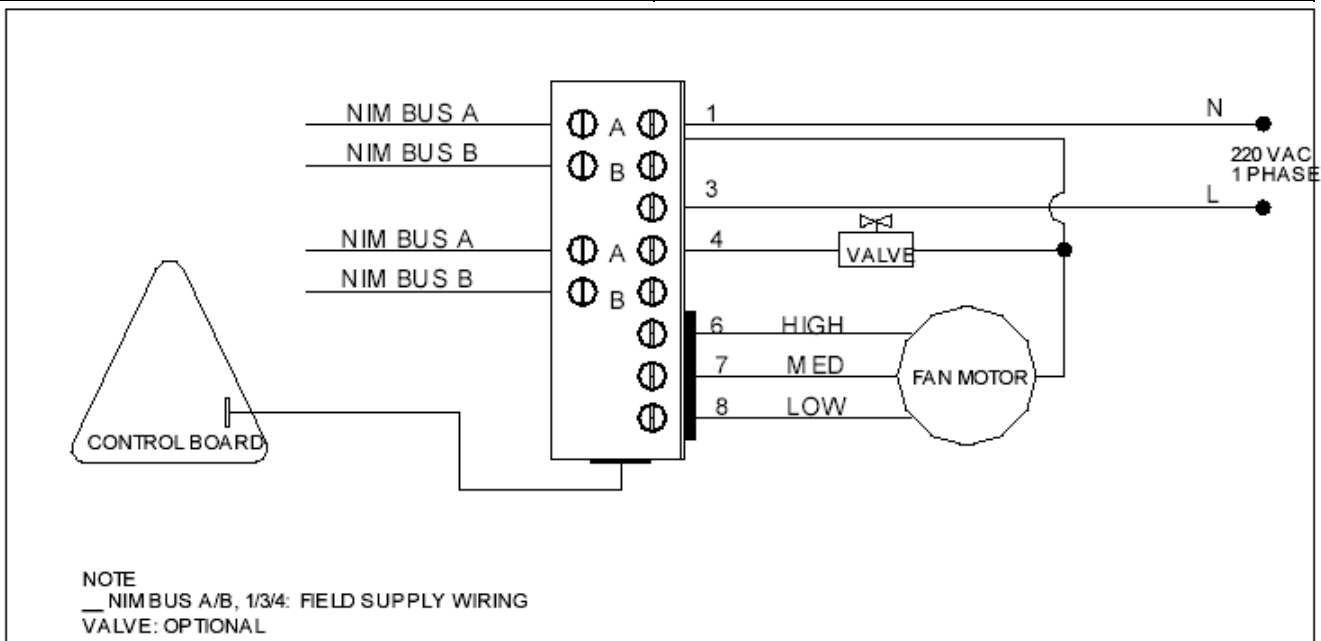 NIM BUS A
NIM BUS B
NIM BUS A
NIM BUS B
A
B
A
B
1
3
4
6
7
8
N
220 VAC
1 PHASE
L
VALVE
HIGH
MED
LOW
FAN MOTOR
CONTROL BOARD
NOTE
__ NIM BUS A/B, 1/3/4: FIELD SUPPLY WIRING
VALVE: OPTIONAL